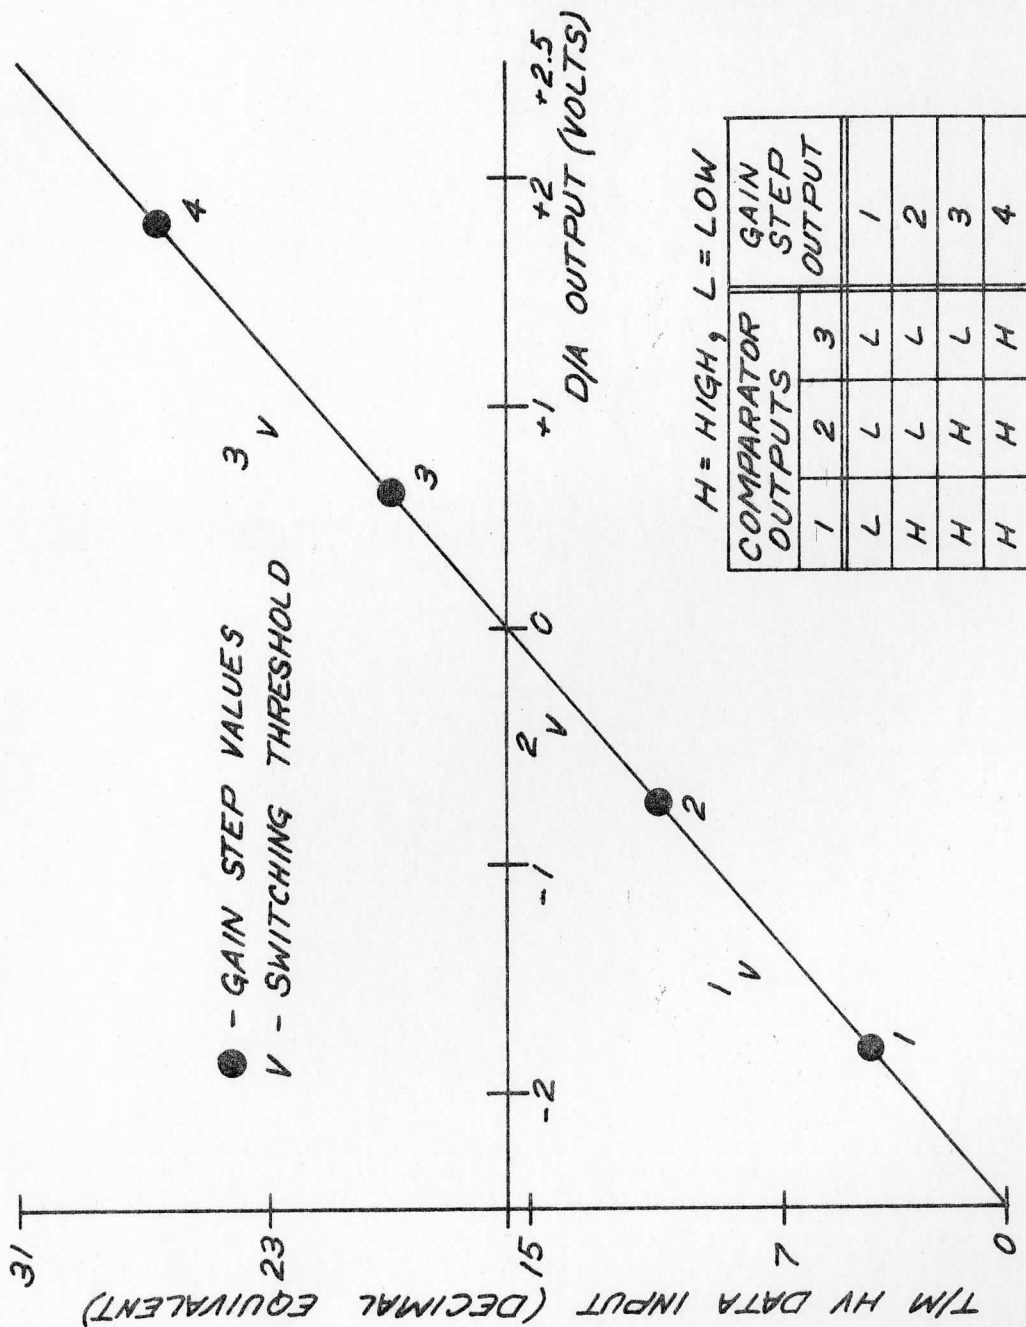 T/M HV DATA INPUT (DECIMAL EQUIVALENT)
31
23
15
7
0
● - GAIN STEP VALUES
V - SWITCHING THRESHOLD
-2
-1
0
+1
+2
+2.5
D/A OUTPUT (VOLTS)
1
1
V
2
2
V
3
3
V
4
H = HIGH, L = LOW
COMPARATOR OUTPUTS
GAIN STEP OUTPUT
1 2 3
L L L 1
H L L 2
H H L 3
H H H 4